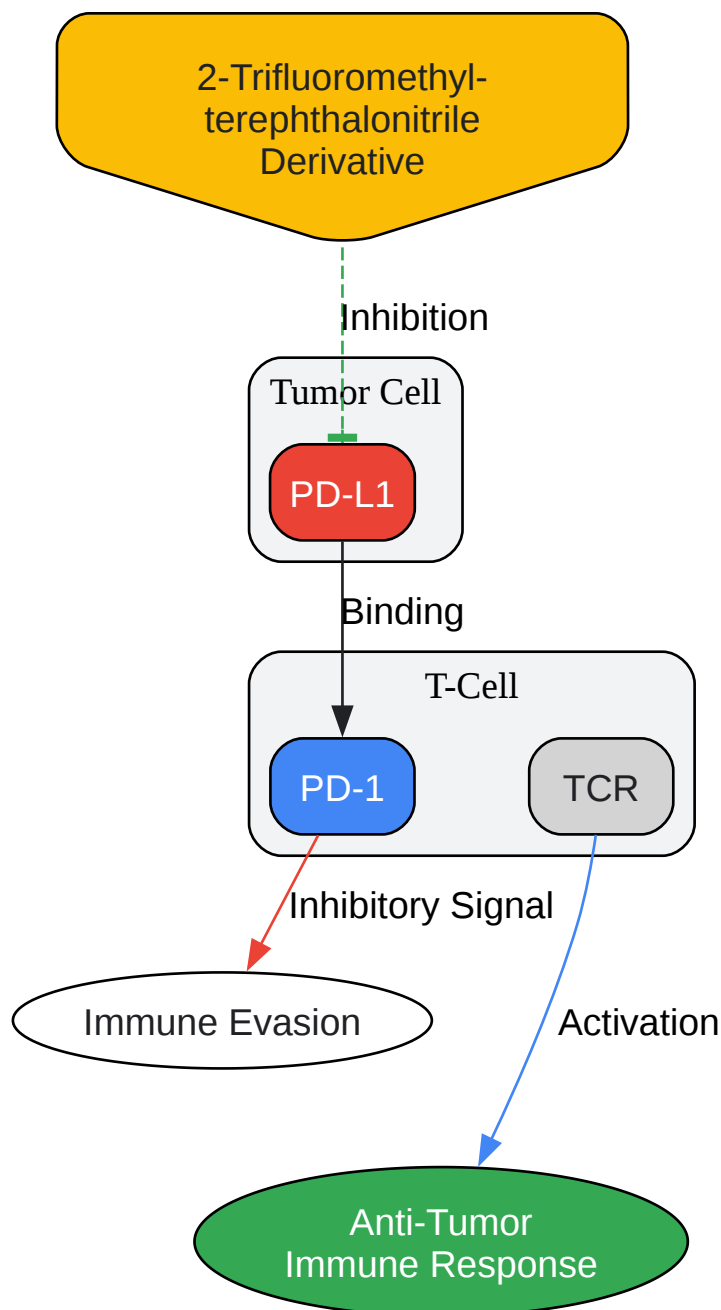 2-Trifluoromethyl-
terephthalonitrile
Derivative
Inhibition
Tumor Cell
PD-L1
Binding
T-Cell
PD-1
TCR
Inhibitory Signal
Immune Evasion
Activation
Anti-Tumor
Immune Response